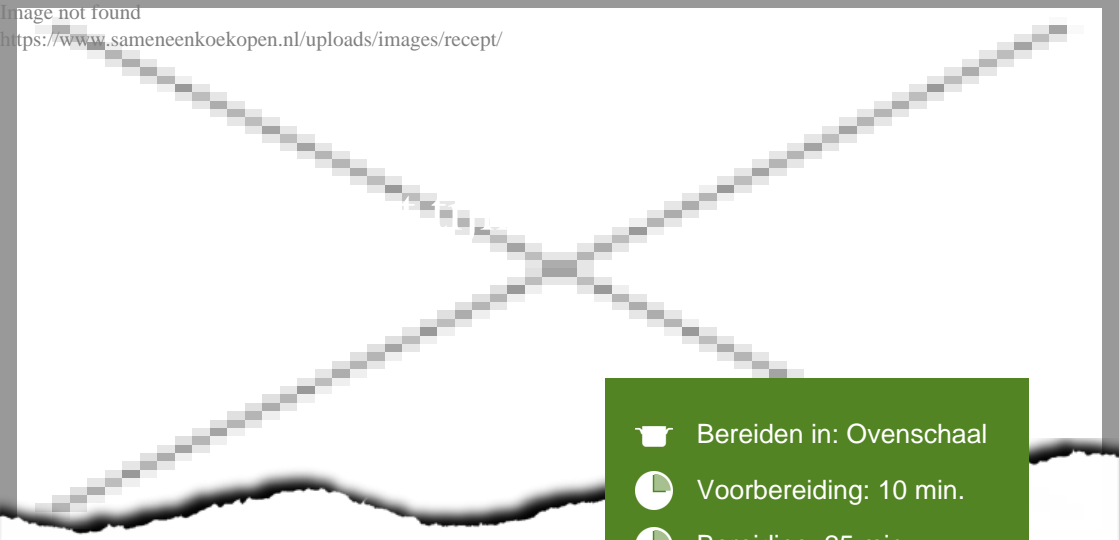 Image not found
https://www.sameneenkoekopen.nl/uploads/images/recept/
Bereiden in: Ovenschaal
Voorbereiding: 10 min.